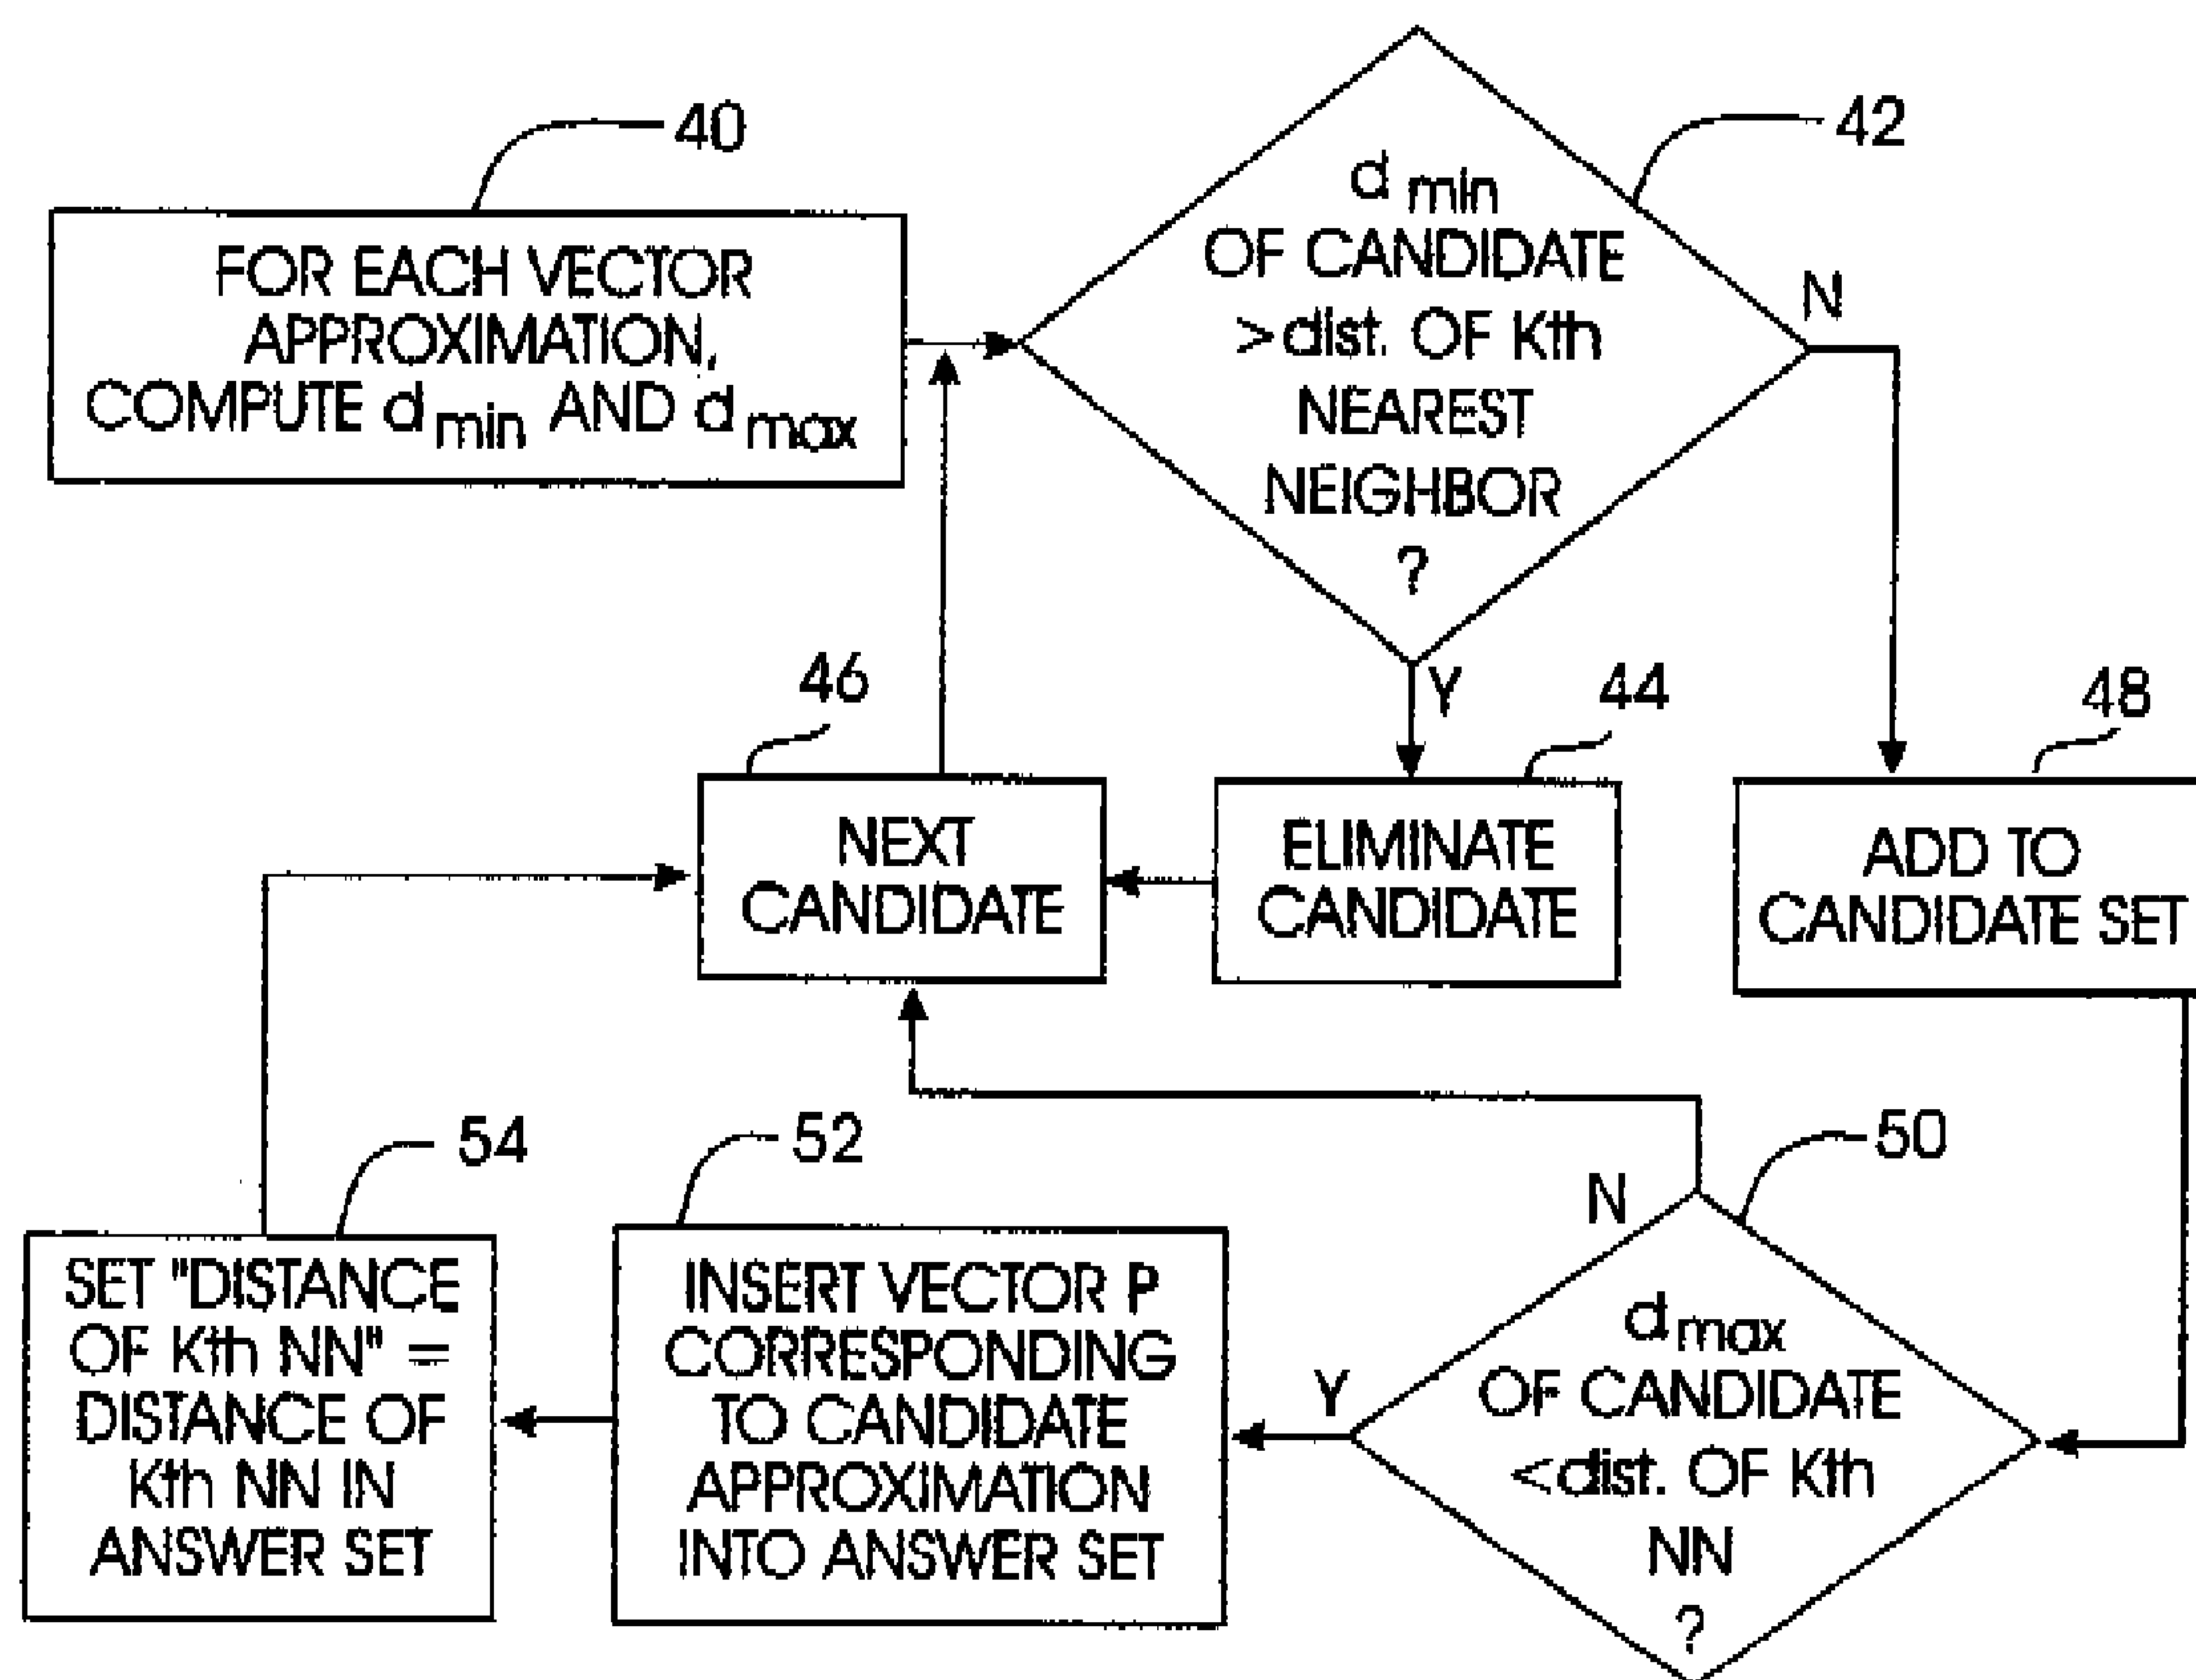 40
FOR EACH VECTOR
APPROXIMATION,
COMPUTE d min AND d max
42
d min
OF CANDIDATE
>dist. OF Kth
NEAREST
NEIGHBOR
?
N
Y
46
NEXT
CANDIDATE
44
ELIMINATE
CANDIDATE
48
ADD TO
CANDIDATE SET
54
SET "DISTANCE
OF Kth NN" =
DISTANCE OF
Kth NN IN
ANSWER SET
52
INSERT VECTOR P
CORRESPONDING
TO CANDIDATE
APPROXIMATION
INTO ANSWER SET
50
N
Y
d max
OF CANDIDATE
<dist. OF Kth
NN
?